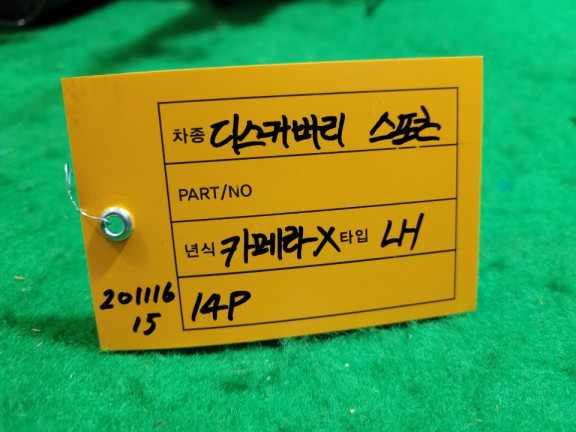 차종 디스커버리 스포츠
PART/NO
년식 카메라X 타입 LH
14P
201116
15